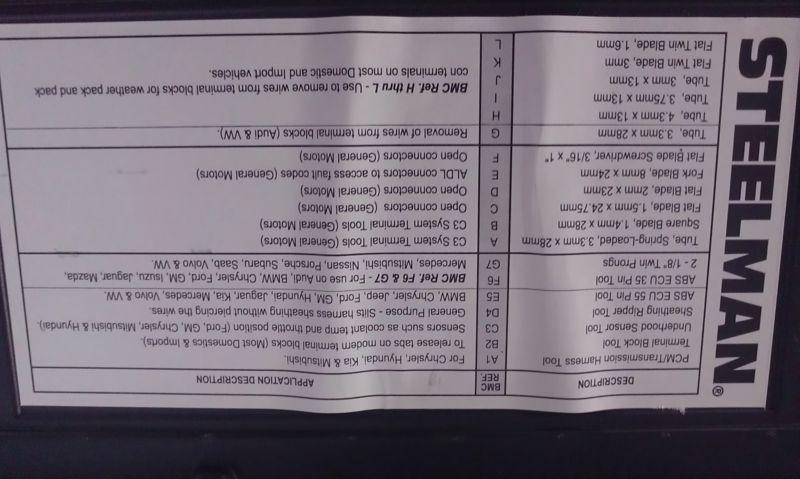 STEELMAN®
DESCRIPTION BMC REF. APPLICATION DESCRIPTION
PCM/Transmission Harness Tool A1 For Chrysler, Hyundai, Kia & Mitsubishi.
Terminal Block Tool B2 To release tabs on modern terminal blocks (Most Domestics & Imports).
Underhood Sensor Tool C3 Sensors such as coolant temp and throttle position (Ford, GM, Chrysler, Mitsubishi & Hyundai).
Sheathing Ripper Tool D4 General Purpose - Slits harness sheathing without piercing the wires.
ABS ECU 55 Pin Tool E5 BMW, Chrysler, Jeep, Ford, GM, Hyundai, Jaguar, Kia, Mercedes, Volvo & VW.
ABS ECU 35 Pin Tool F6 BMC Ref. F6 & G7 - For use on Audi, BMW, Chrysler, Ford, GM, Isuzu, Jaguar, Mazda,
2 - 1/8" Twin Prongs G7 Mercedes, Mitsubishi, Nissan, Porsche, Subaru, Saab, Volvo & VW.
Tube, Spring-Loaded, 3.3mm x 28mm A C3 System Terminal Tools (General Motors)
Square Blade, 1.4mm x 28mm B C3 System Terminal Tools (General Motors)
Flat, Blade, 1.5mm x 24.75mm C Open connectors (General Motors)
Flat, Blade, 2mm x 23mm D Open connectors (General Motors)
Fork Blade, 8mm x 24mm E ALDL connectors to access fault codes (General Motors)
Flat Blade Screwdriver, 3/16" x 1" F Open connectors (General Motors)
Tube, 3.3mm x 28mm G Removal of wires from terminal blocks (Audi & VW).
Tube, 4.3mm x 13mm H
Tube, 3.75mm x 13mm I BMC Ref. H thru L - Use to remove wires from terminal blocks for weather pack and pack
Tube, 3mm x 13mm J con terminals on most Domestic and Import vehicles.
Flat Twin Blade, 3mm K
Flat Twin Blade, 1.6mm L